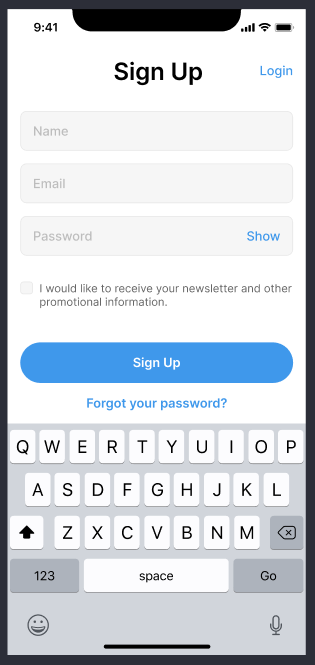 9:41
Sign Up
Login
Name
Email
Password
Show
I would like to receive your newsletter and other
promotional information.
Sign Up
Forgot your password?
Q W E R T Y U I O P
A S D F G H J K L
Z X C V B N M
123 space Go